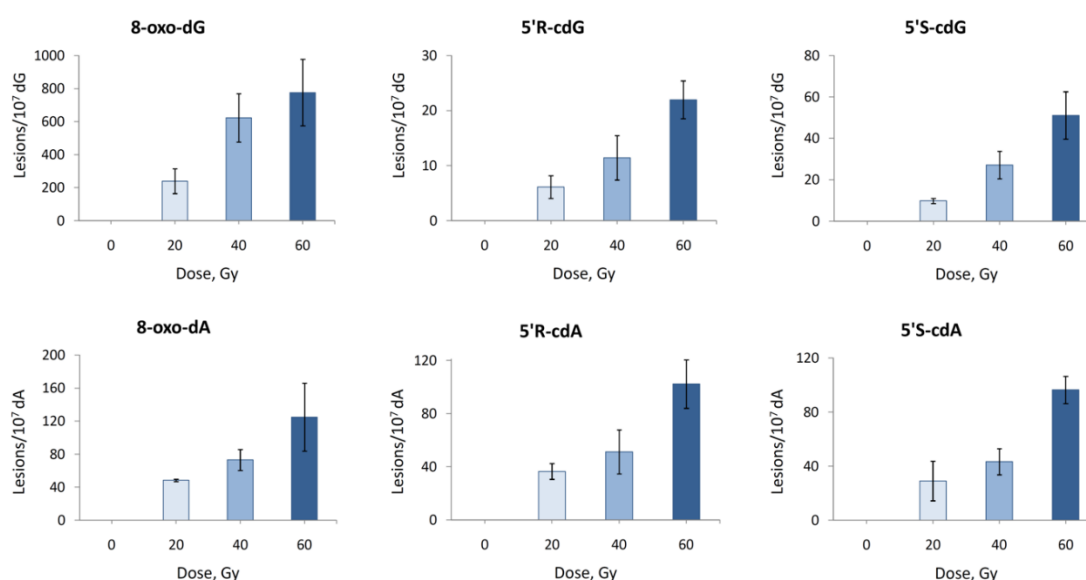 8-oxo-dG
Lesions/10⁷ dG
1000
800
600
400
200
0
0 20 40 60
Dose, Gy
5'R-cdG
Lesions/10⁷ dG
30
20
10
0
0 20 40 60
Dose, Gy
5'S-cdG
Lesions/10⁷ dG
80
60
40
20
0
0 20 40 60
Dose, Gy
8-oxo-dA
Lesions/10⁷ dA
200
160
120
80
40
0
0 20 40 60
Dose, Gy
5'R-cdA
Lesions/10⁷ dA
120
80
40
0
0 20 40 60
Dose, Gy
5'S-cdA
Lesions/10⁷ dA
120
80
40
0
0 20 40 60
Dose, Gy